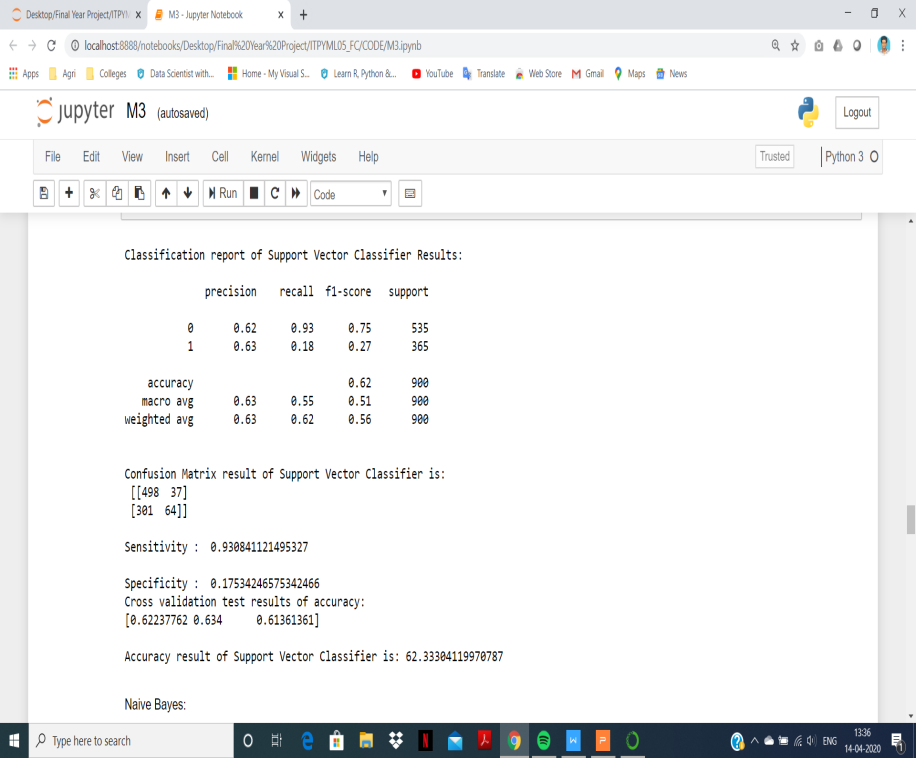 Desktop/Final Year Project/ITPYM
M3 - Jupyter Notebook
localhost:8888/notebooks/Desktop/Final%20Year%20Project/ITPYML05_FC/CODE/M3.ipynb
Apps Agri Colleges Data Scientist with... Home - My Visual S... Learn R, Python &... YouTube Translate Web Store Gmail Maps News
jupyter M3 (autosaved) Logout
File Edit View Insert Cell Kernel Widgets Help Trusted Python 3
Run Code
Classification report of Support Vector Classifier Results:
precision recall f1-score support
0 0.62 0.93 0.75 535
1 0.63 0.18 0.27 365
accuracy 0.62 900
macro avg 0.63 0.55 0.51 900
weighted avg 0.63 0.62 0.56 900
Confusion Matrix result of Support Vector Classifier is:
[[498 37]
[301 64]]
Sensitivity : 0.930841121495327
Specificity : 0.17534246575342466
Cross validation test results of accuracy:
[0.62237762 0.634 0.61361361]
Accuracy result of Support Vector Classifier is: 62.33304119970787
Naive Bayes:
Type here to search
ENG
13:36
14-04-2020
1